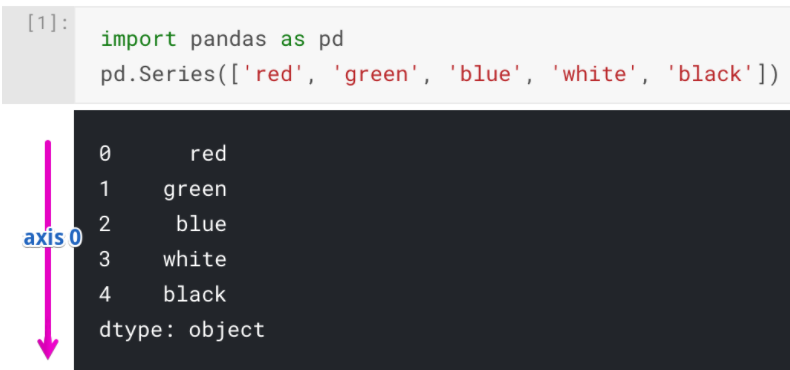 [1]:
import pandas as pd
pd.Series(['red', 'green', 'blue', 'white', 'black'])
0 red
1 green
axis 0
2 blue
3 white
4 black
dtype: object